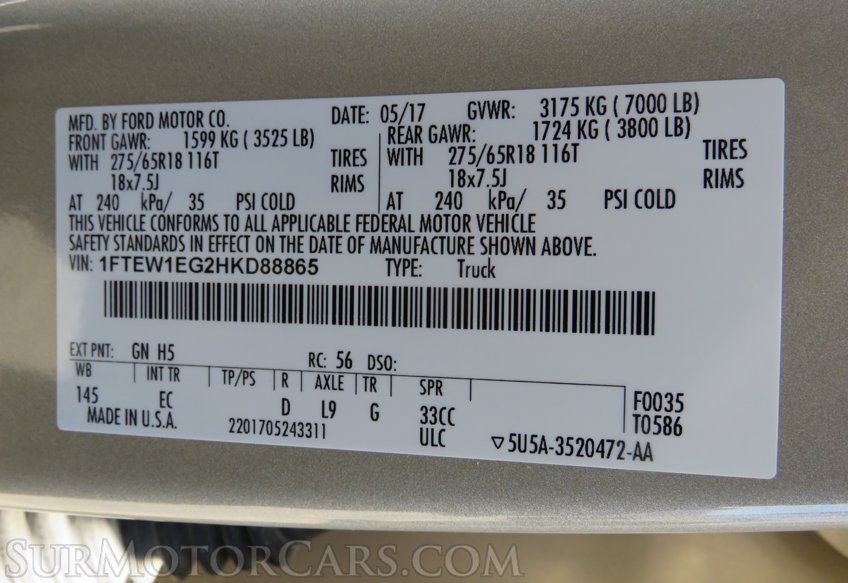 MFD. BY FORD MOTOR CO. DATE: 05/17 GVWR: 3175 KG ( 7000 LB)
FRONT GAWR: 1599 KG ( 3525 LB) REAR GAWR: 1724 KG ( 3800 LB)
WITH 275/65R18 116T TIRES WITH 275/65R18 116T TIRES
18x7.5J RIMS 18x7.5J RIMS
AT 240 kPa/ 35 PSI COLD AT 240 kPa/ 35 PSI COLD
THIS VEHICLE CONFORMS TO ALL APPLICABLE FEDERAL MOTOR VEHICLE
SAFETY STANDARDS IN EFFECT ON THE DATE OF MANUFACTURE SHOWN ABOVE.
VIN: 1FTEW1EG2HKD88865 TYPE: Truck
EXT PNT: GN H5 RC: 56 DSO:
WB INT TR TP/PS R AXLE TR SPR
145 EC D L9 G 33CC F0035
MADE IN U.S.A. 2201705243311 ULC T0586
▽5U5A-3520472-AA
SURMOTORCARS.COM